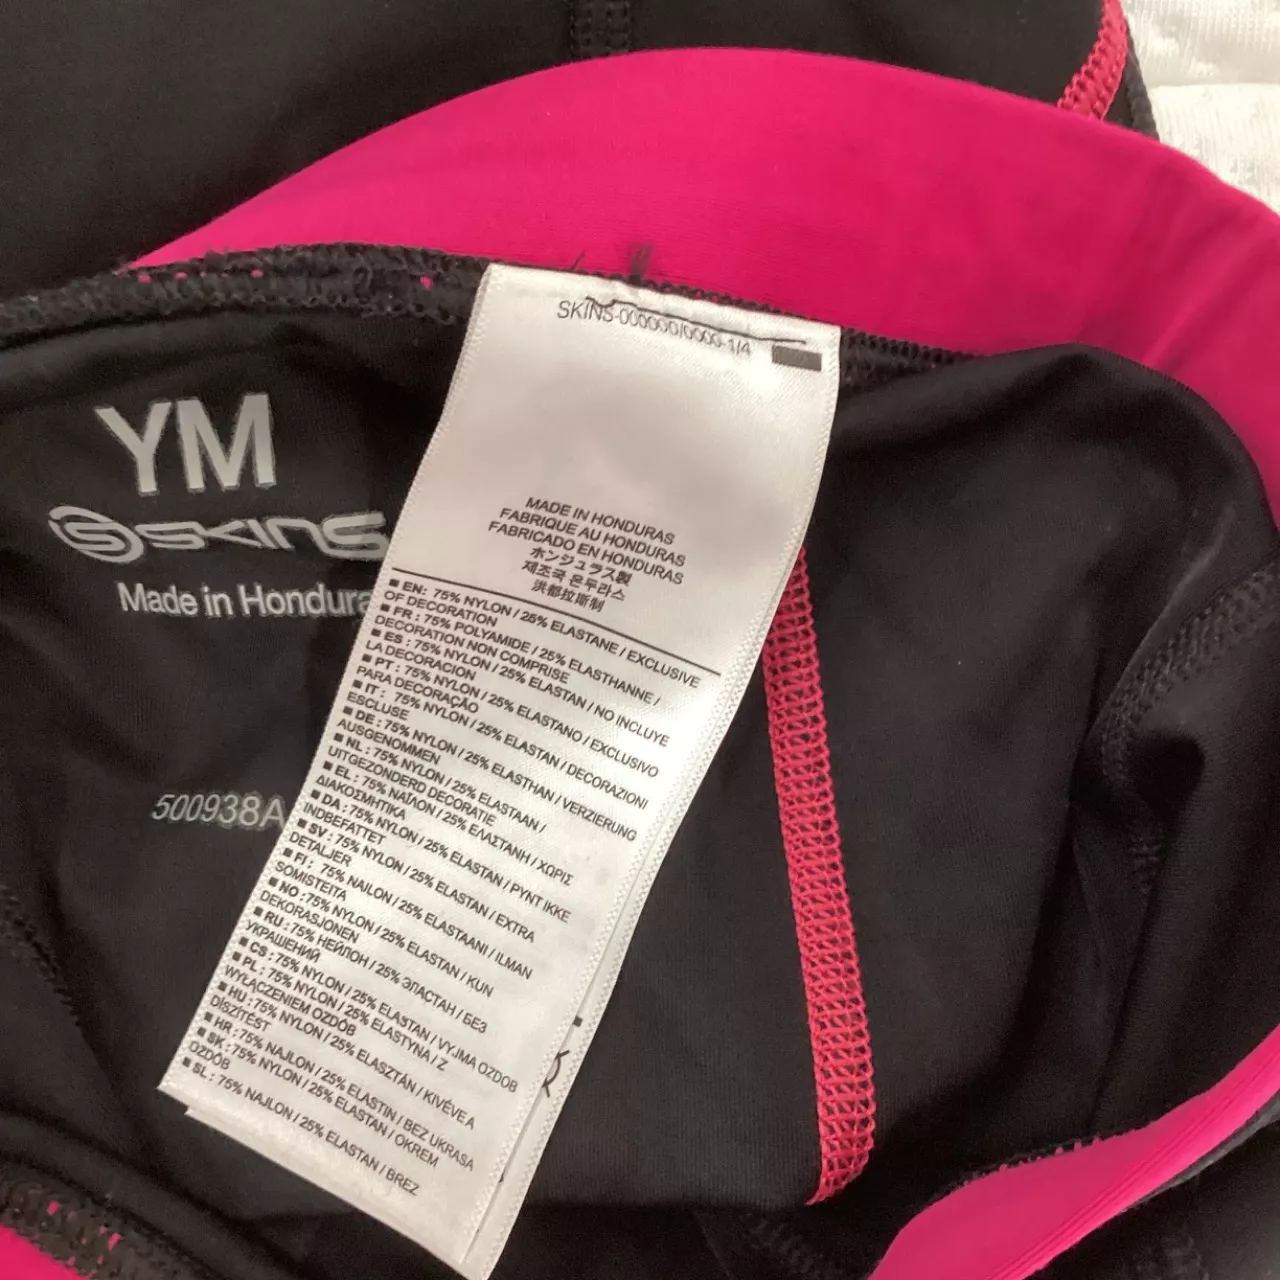 SKINS-000000/0000-1/4
YM
SKINS
Made in Hondura
500938A
MADE IN HONDURAS
FABRIQUE AU HONDURAS
FABRICADO EN HONDURAS
ホンジュラス製
제조국 온두라스
洪都拉斯制
■ EN: 75% NYLON / 25% ELASTANE / EXCLUSIVE
OF DECORATION
■ FR : 75% POLYAMIDE / 25% ELASTHANNE /
DECORATION NON COMPRISE
■ ES : 75% NYLON / 25% ELASTAN / NO INCLUYE
LA DECORACION
■ PT : 75% NYLON / 25% ELASTANO / EXCLUSIVO
PARA DECORAÇÃO
■ IT : 75% NYLON / 25% ELASTAN / DECORAZIONI
ESCLUSE
■ DE : 75% NYLON / 25% ELASTHAN / VERZIERUNG
AUSGENOMMEN
■ NL : 75% NYLON / 25% ELASTAAN /
UITGEZONDERD DECORATIE
■ EL : 75% ΝΑΪΛΟΝ / 25% ΕΛΑΣΤΑΝΗ / ΧΩΡΙΣ
ΔΙΑΚΟΣΜΗΤΙΚΑ
■ DA : 75% NYLON / 25% ELASTAN / PYNT IKKE
INDBEFATTET
■ SV : 75% NYLON / 25% ELASTAN / EXTRA
DETALJER
■ FI : 75% NAILON / 25% ELASTAANI / ILMAN
SOMISTEITA
■ NO : 75% NYLON / 25% ELASTAN / KUN
DEKORASJONEN
■ RU : 75% НЕЙЛОН / 25% ЭЛАСТАН / БЕЗ
УКРАШЕНИЙ
■ CS : 75% NYLON / 25% ELASTAN / VYJMA OZDOB
■ PL : 75% NYLON / 25% ELASTYNA / Z
WYŁĄCZENIEM OZDÓB
■ HU : 75% NYLON / 25% ELASZTÁN / KIVÉVE A
DÍSZÍTÉST
■ HR : 75% NAJLON / 25% ELASTIN / BEZ UKRASA
■ SK : 75% NYLON / 25% ELASTAN / OKREM
OZDÔB
■ SL : 75% NAJLON / 25% ELASTAN / BREZ